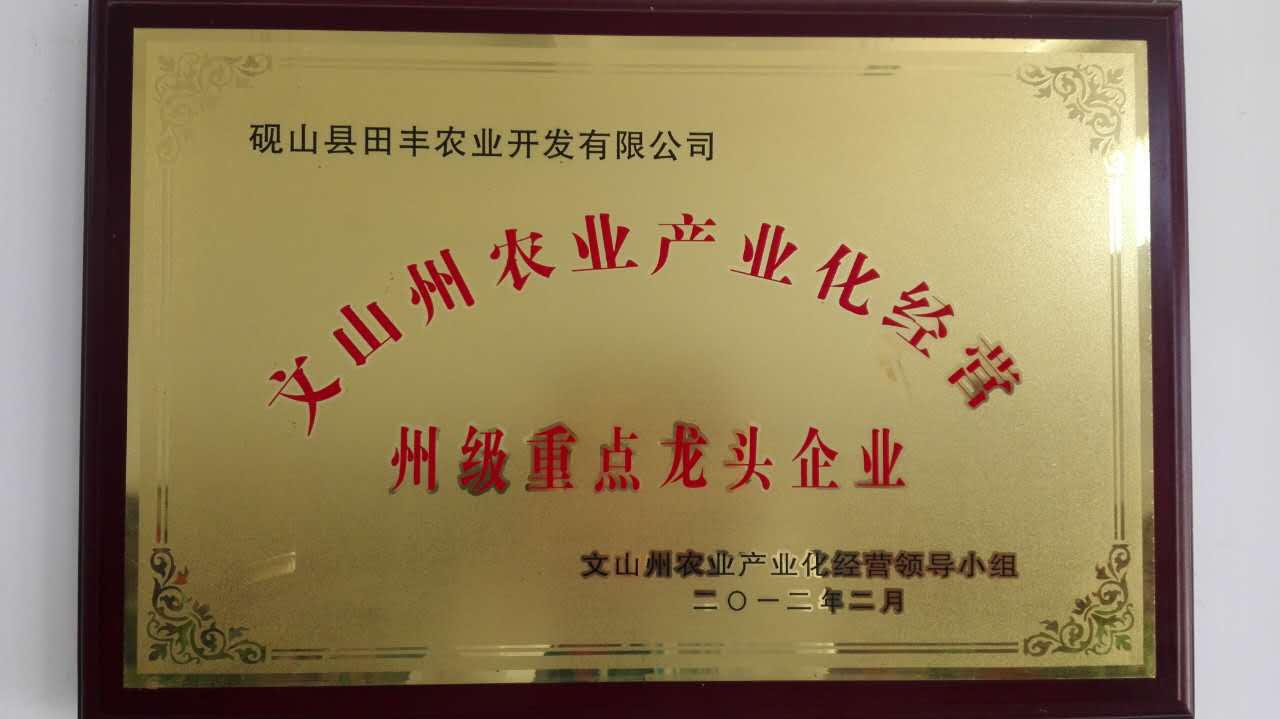 砚山县田丰农业开发有限公司
文山州农业产业化经营
州级重点龙头企业
文山州农业产业化经营领导小组
二〇一二年二月